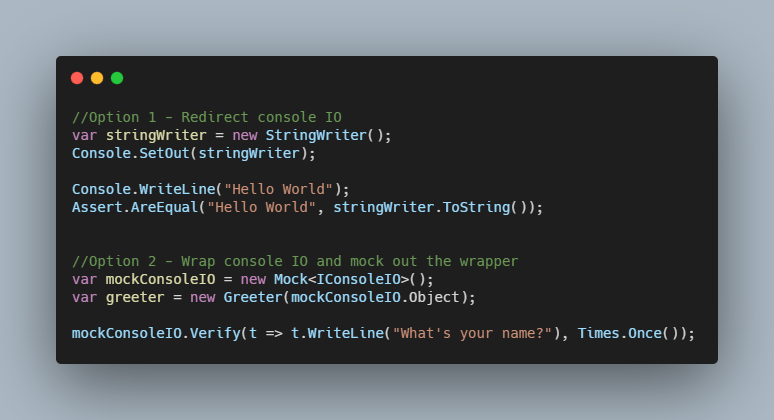 //Option 1 - Redirect console IO
var stringWriter = new StringWriter();
Console.SetOut(stringWriter);
Console.WriteLine("Hello World");
Assert.AreEqual("Hello World", stringWriter.ToString());
//Option 2 - Wrap console IO and mock out the wrapper
var mockConsoleIO = new Mock<IConsoleIO>();
var greeter = new Greeter(mockConsoleIO.Object);
mockConsoleIO.Verify(t => t.WriteLine("What's your name?"), Times.Once());